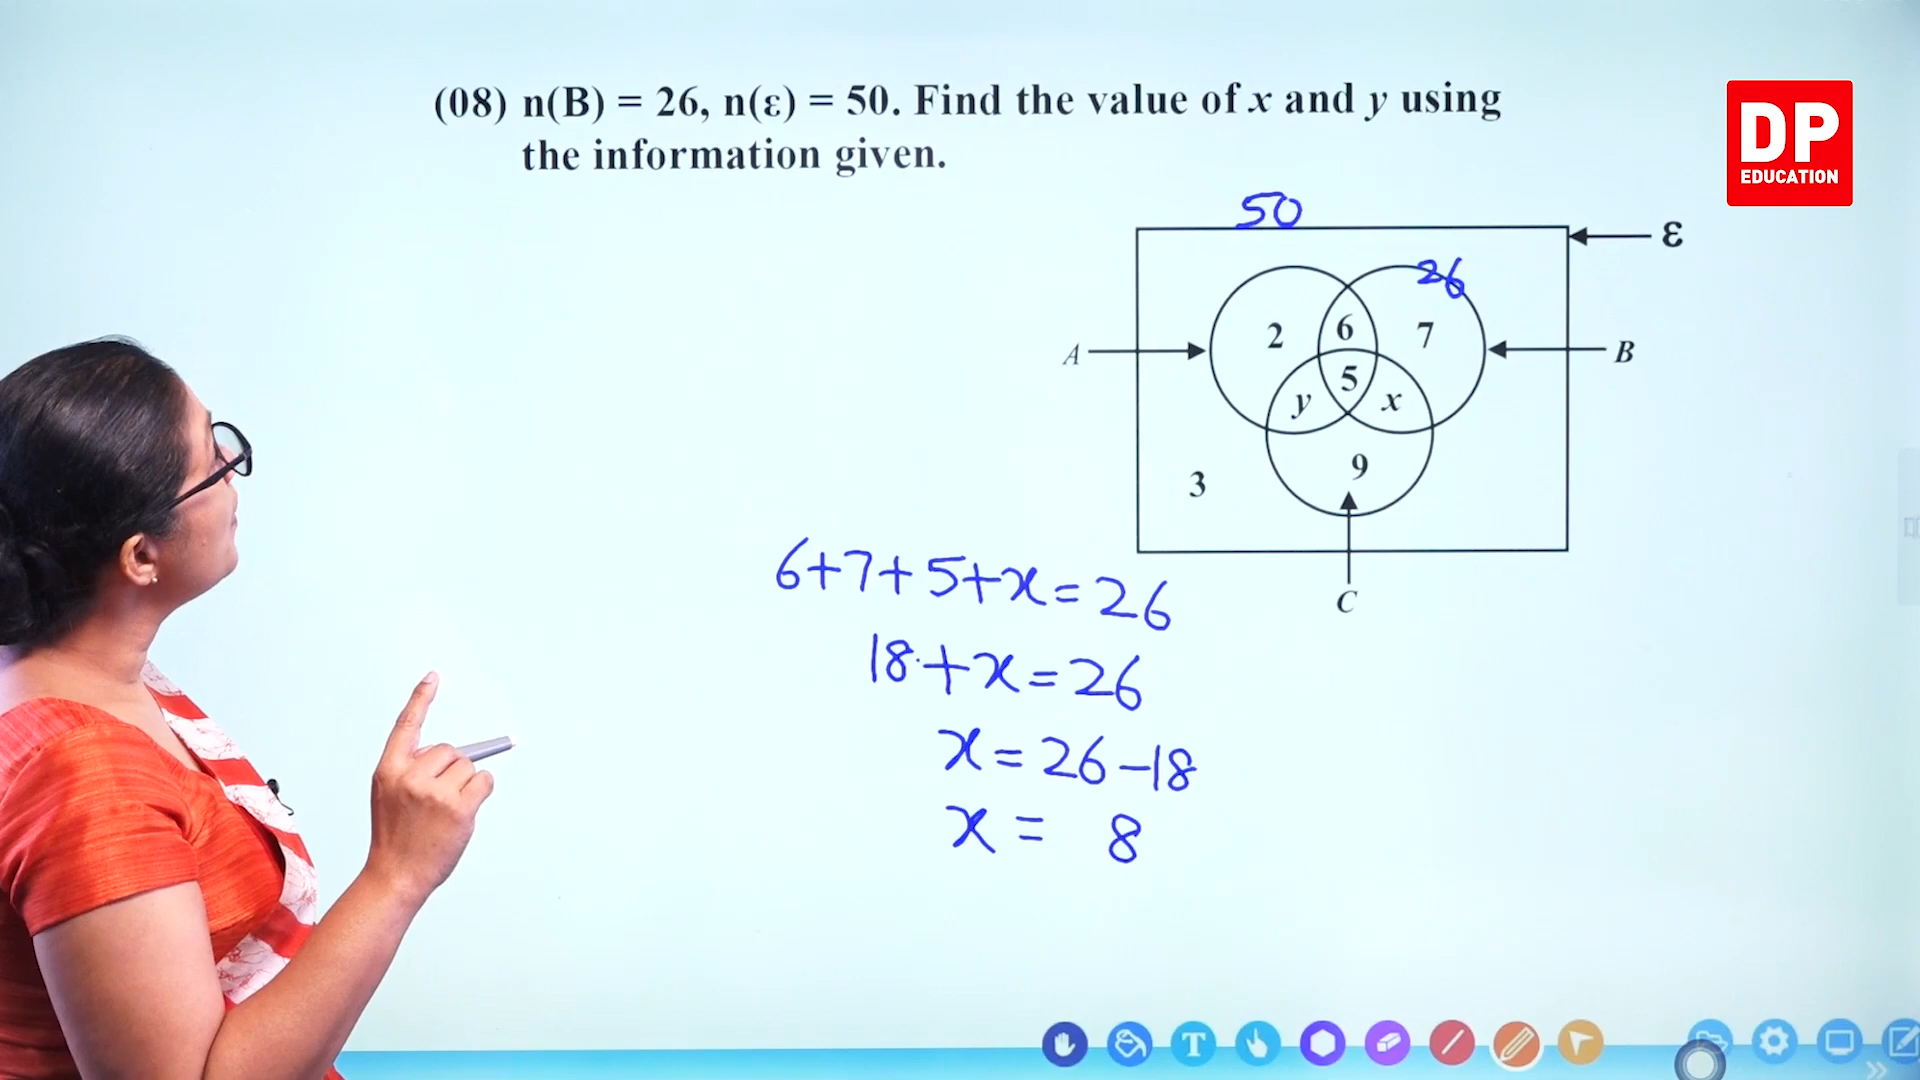 (08) n(B) = 26, n(ε) = 50. Find the value of x and y using
the information given.
DP
EDUCATION
50
ε
26
2 6 7
A
B
5
y x
9
3
C
6+7+5+x=26
18+x=26
x=26-18
x= 8
T